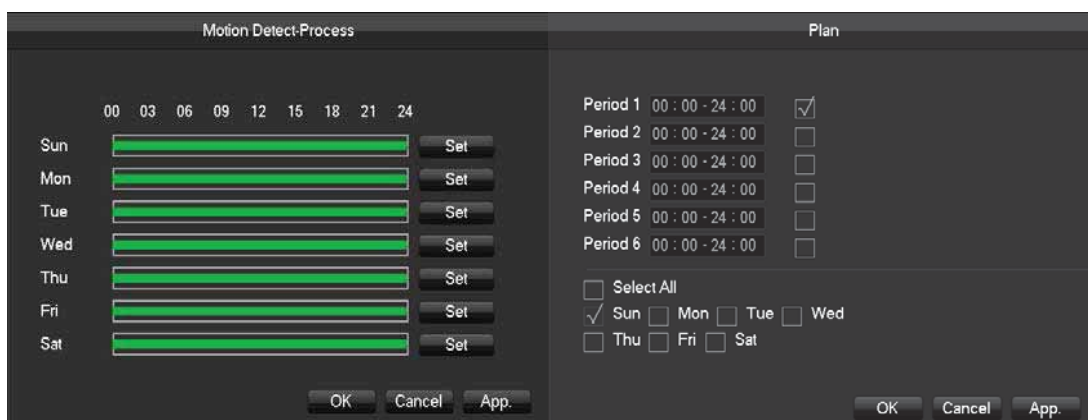 Motion Detect-Process
00 03 06 09 12 15 18 21 24
Sun Set
Mon Set
Tue Set
Wed Set
Thu Set
Fri Set
Sat Set
OK Cancel App.
Plan
Period 1 00 : 00 - 24 : 00
Period 2 00 : 00 - 24 : 00
Period 3 00 : 00 - 24 : 00
Period 4 00 : 00 - 24 : 00
Period 5 00 : 00 - 24 : 00
Period 6 00 : 00 - 24 : 00
Select All
Sun Mon Tue Wed
Thu Fri Sat
OK Cancel App.